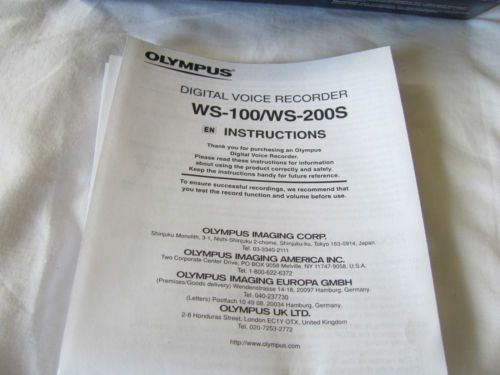 OLYMPUS
DIGITAL VOICE RECORDER
WS-100/WS-200S
EN INSTRUCTIONS
Thank you for purchasing an Olympus
Digital Voice Recorder.
Please read these instructions for information
about using the product correctly and safely.
Keep the instructions handy for future reference.
To ensure successful recordings, we recommend that
you test the record function and volume before use.
OLYMPUS IMAGING CORP.
Shinjuku Monolith, 3-1, Nishi-Shinjuku 2-chome, Shinjuku-ku, Tokyo 163-0914, Japan.
Tel. 03-3340-2111
OLYMPUS IMAGING AMERICA INC.
Two Corporate Center Drive, PO BOX 9058 Melville, NY 11747-9058, U.S.A.
Tel. 1-800-622-6372
OLYMPUS IMAGING EUROPA GMBH
(Premises/Goods delivery) Wendenstrasse 14-18, 20097 Hamburg, Germany.
Tel. 040-237730
(Letters) Postfach 10 49 08. 20034 Hamburg, Germany.
OLYMPUS UK LTD.
2-8 Honduras Street, London EC1Y OTX, United Kingdom
Tel. 020-7253-2772
http://www.olympus.com